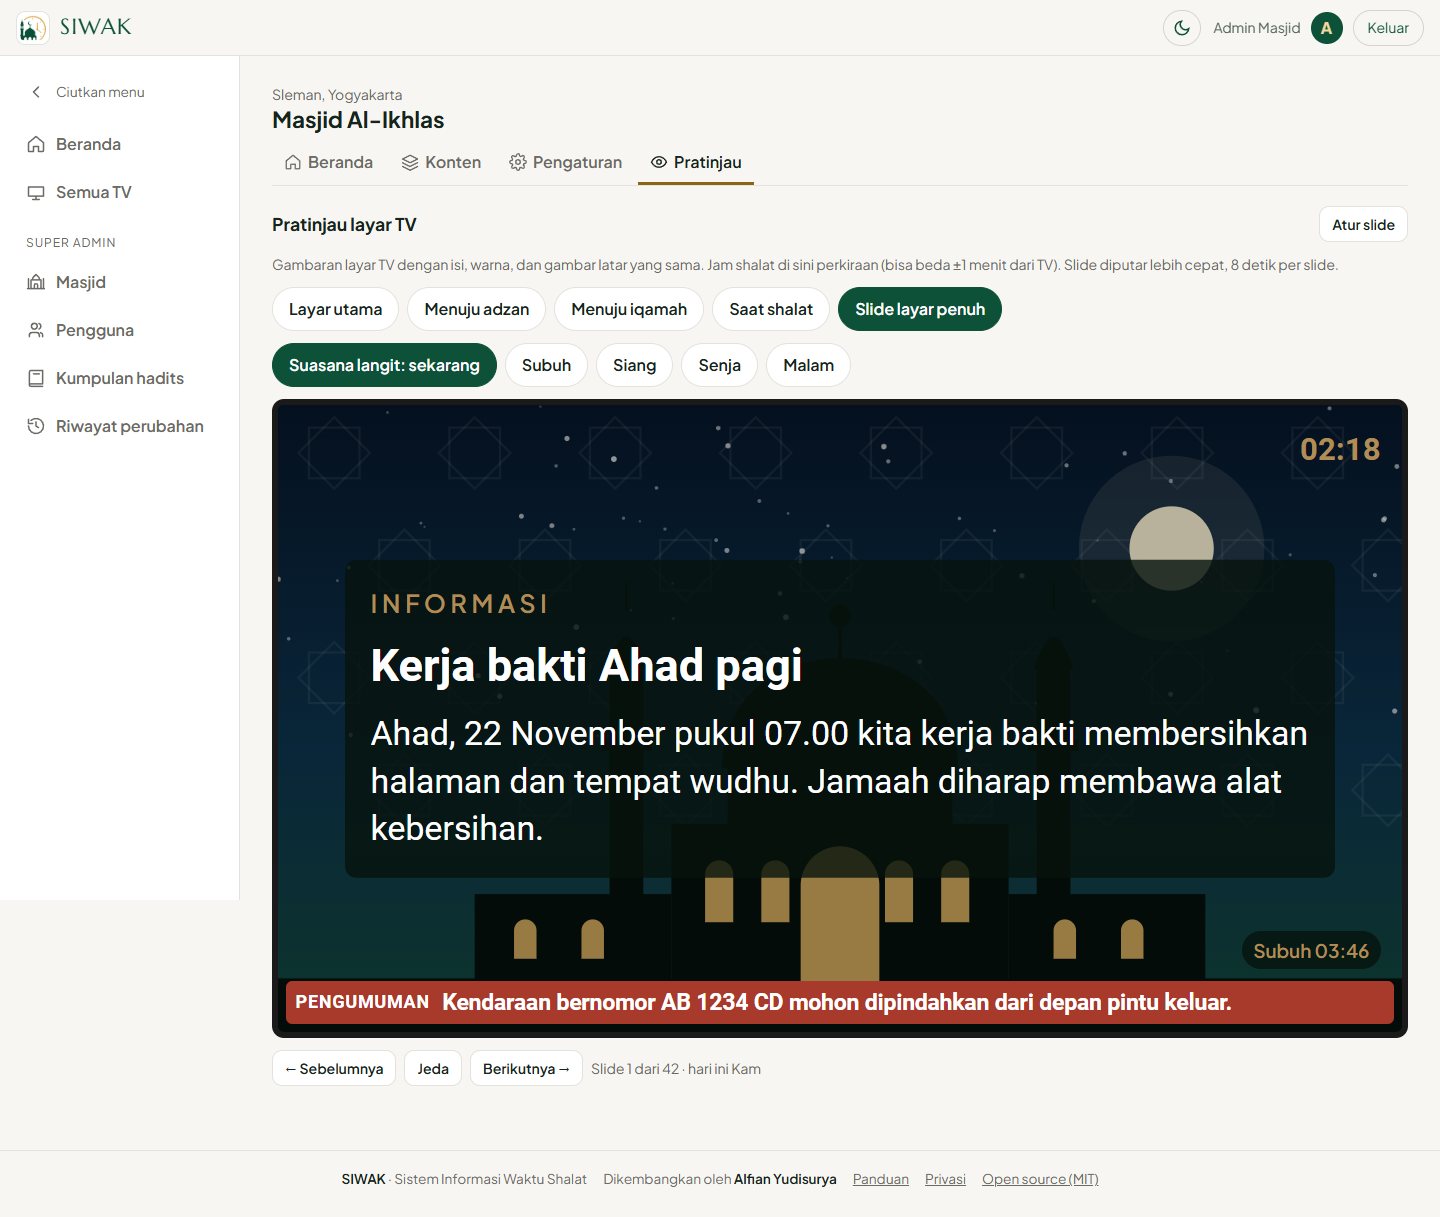 SIWAK
Admin Masjid
A
Keluar
Ciutkan menu
Beranda
Semua TV
SUPER ADMIN
Masjid
Pengguna
Kumpulan hadits
Riwayat perubahan
Sleman, Yogyakarta
Masjid Al-Ikhlas
Beranda
Konten
Pengaturan
Pratinjau
Pratinjau layar TV
Atur slide
Gambaran layar TV dengan isi, warna, dan gambar latar yang sama. Jam shalat di sini perkiraan (bisa beda ±1 menit dari TV). Slide diputar lebih cepat, 8 detik per slide.
Layar utama
Menuju adzan
Menuju iqamah
Saat shalat
Slide layar penuh
Suasana langit: sekarang
Subuh
Siang
Senja
Malam
02:18
INFORMASI
Kerja bakti Ahad pagi
Ahad, 22 November pukul 07.00 kita kerja bakti membersihkan
halaman dan tempat wudhu. Jamaah diharap membawa alat
kebersihan.
Subuh 03:46
PENGUMUMAN Kendaraan bernomor AB 1234 CD mohon dipindahkan dari depan pintu keluar.
← Sebelumnya
Jeda
Berikutnya →
Slide 1 dari 42 · hari ini Kam
SIWAK · Sistem Informasi Waktu Shalat
Dikembangkan oleh Alfian Yudisurya
Panduan
Privasi
Open source (MIT)